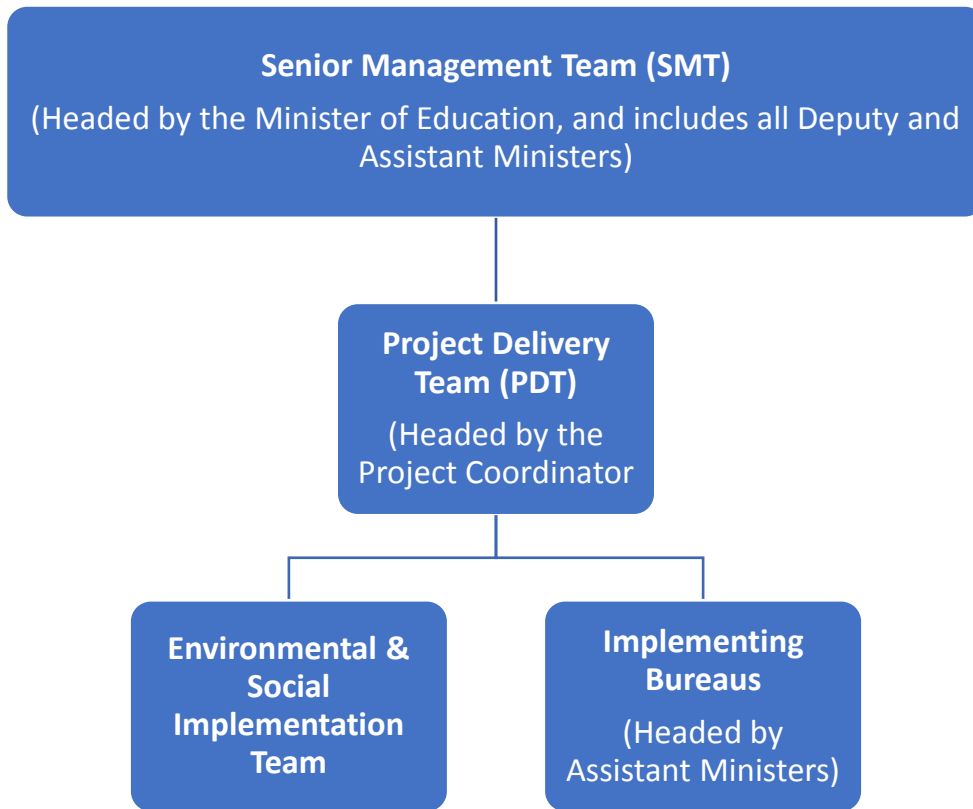 Senior Management Team (SMT)
(Headed by the Minister of Education, and includes all Deputy and
Assistant Ministers)
Project Delivery
Team (PDT)
(Headed by the
Project Coordinator
Environmental &
Social
Implementation
Team
Implementing
Bureaus
(Headed by
Assistant Ministers)